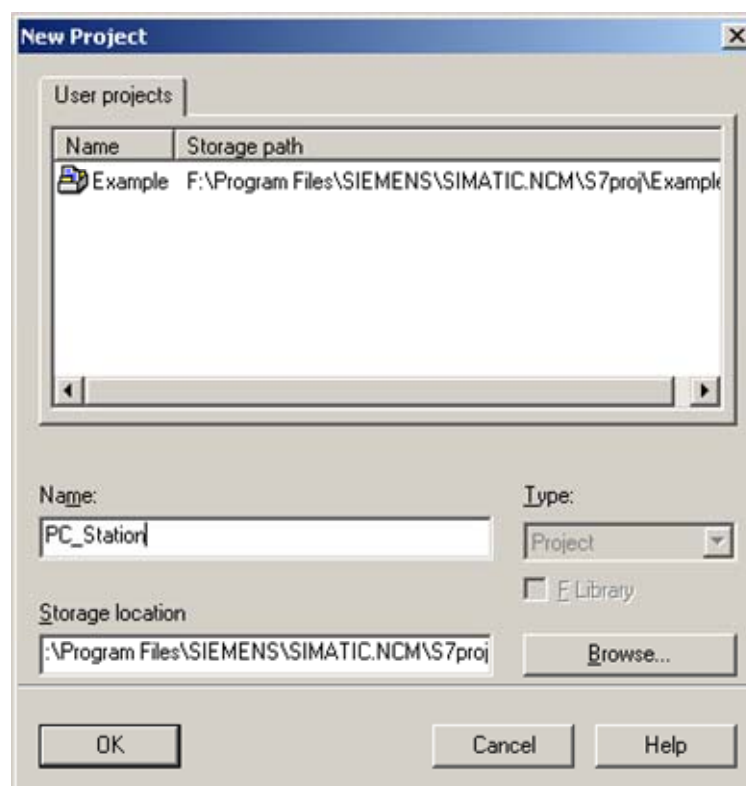 New Project
User projects
Name Storage path
Example F:\Program Files\SIEMENS\SIMATIC.NCM\S7proj\Example
Name: Type:
PC_Station Project
F Library
Storage location
:\Program Files\SIEMENS\SIMATIC.NCM\S7proj Browse...
OK Cancel Help